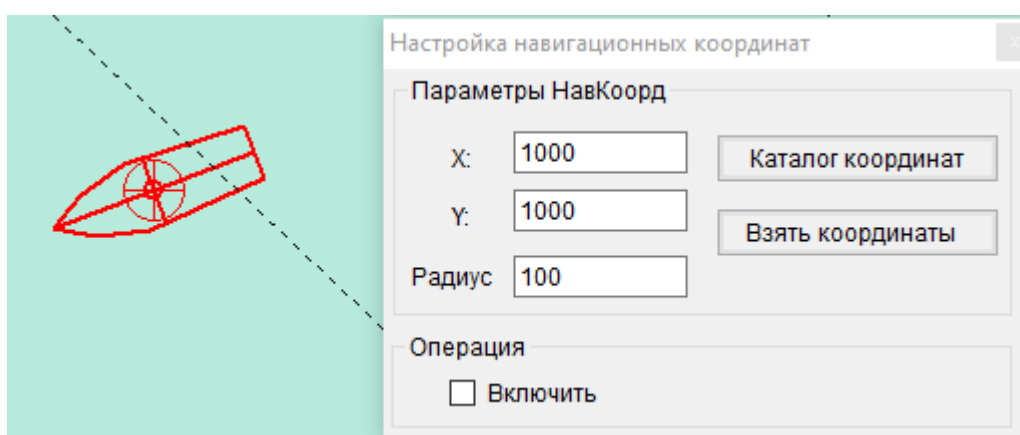 Настройка навигационных координат
Параметры НавКоорд
X: 1000 Каталог координат
Y: 1000 Взять координаты
Радиус 100
Операция
Включить